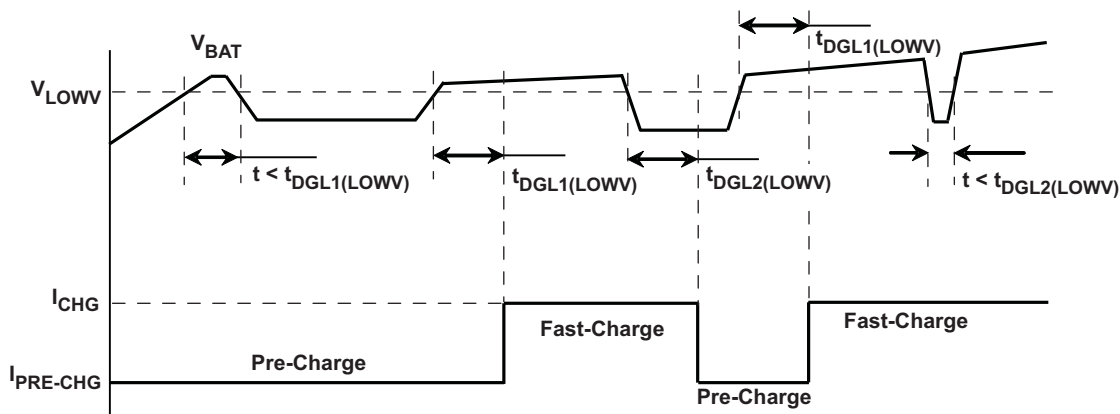 tDGL1(LOWV)
VBAT
VLOWV
t < tDGL1(LOWV)
tDGL1(LOWV)
tDGL2(LOWV)
t < tDGL2(LOWV)
ICHG
Fast-Charge
Fast-Charge
Pre-Charge
IPRE-CHG
Pre-Charge